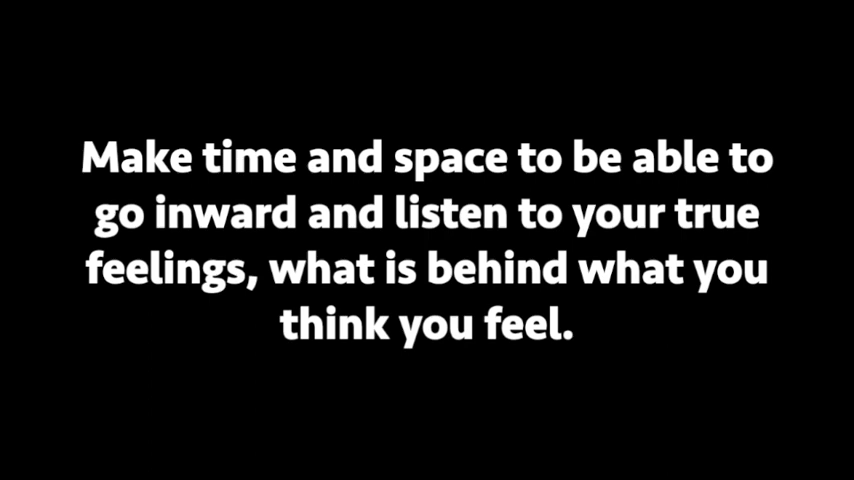 Make time and space to be able to
go inward and listen to your true
feelings, what is behind what you
think you feel.